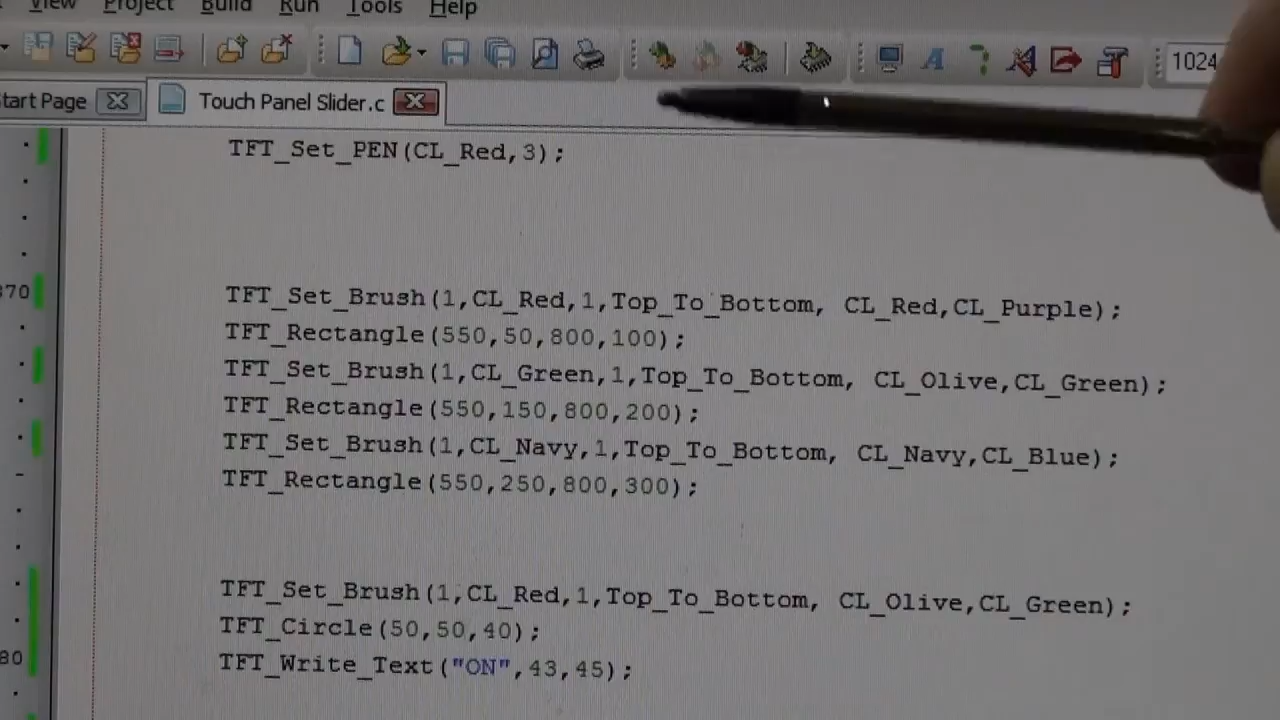 View Project Build Run Tools Help
1024
Start Page Touch Panel Slider.c
TFT_Set_PEN(CL_Red,3);
370 TFT_Set_Brush(1,CL_Red,1,Top_To_Bottom, CL_Red,CL_Purple);
TFT_Rectangle(550,50,800,100);
TFT_Set_Brush(1,CL_Green,1,Top_To_Bottom, CL_Olive,CL_Green);
TFT_Rectangle(550,150,800,200);
TFT_Set_Brush(1,CL_Navy,1,Top_To_Bottom, CL_Navy,CL_Blue);
TFT_Rectangle(550,250,800,300);
TFT_Set_Brush(1,CL_Red,1,Top_To_Bottom, CL_Olive,CL_Green);
TFT_Circle(50,50,40);
80 TFT_Write_Text("ON",43,45);